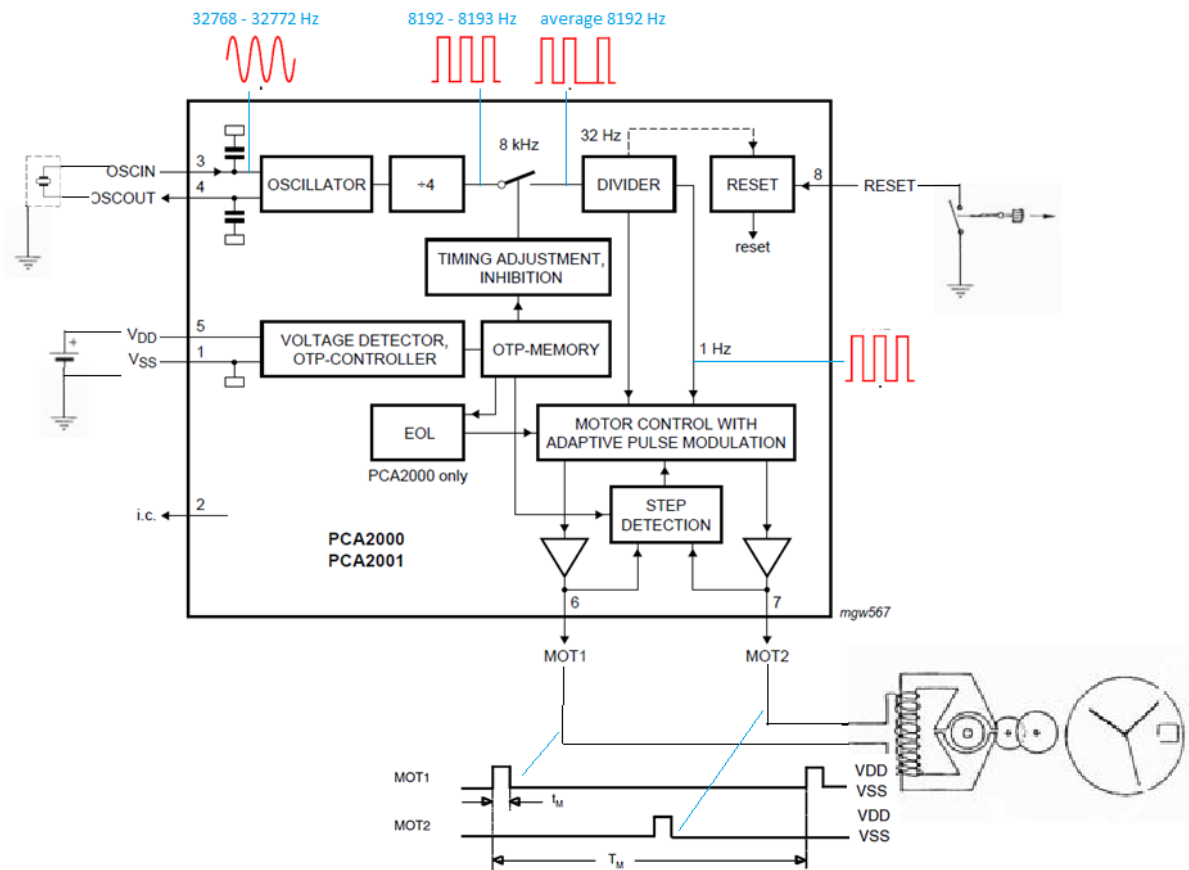 32768 - 32772 Hz
8192 - 8193 Hz
average 8192 Hz
8 kHz
32 Hz
3
OSCIN
4
OSCOUT
OSCILLATOR
÷4
DIVIDER
RESET
8
RESET
reset
TIMING ADJUSTMENT,
INHIBITION
5
VDD
1
VSS
+
VOLTAGE DETECTOR,
OTP-CONTROLLER
OTP-MEMORY
1 Hz
EOL
PCA2000 only
MOTOR CONTROL WITH
ADAPTIVE PULSE MODULATION
2
i.c.
STEP
DETECTION
PCA2000
PCA2001
6
7
mgw567
MOT1
MOT2
MOT1
VDD
VSS
tM
MOT2
VDD
VSS
TM